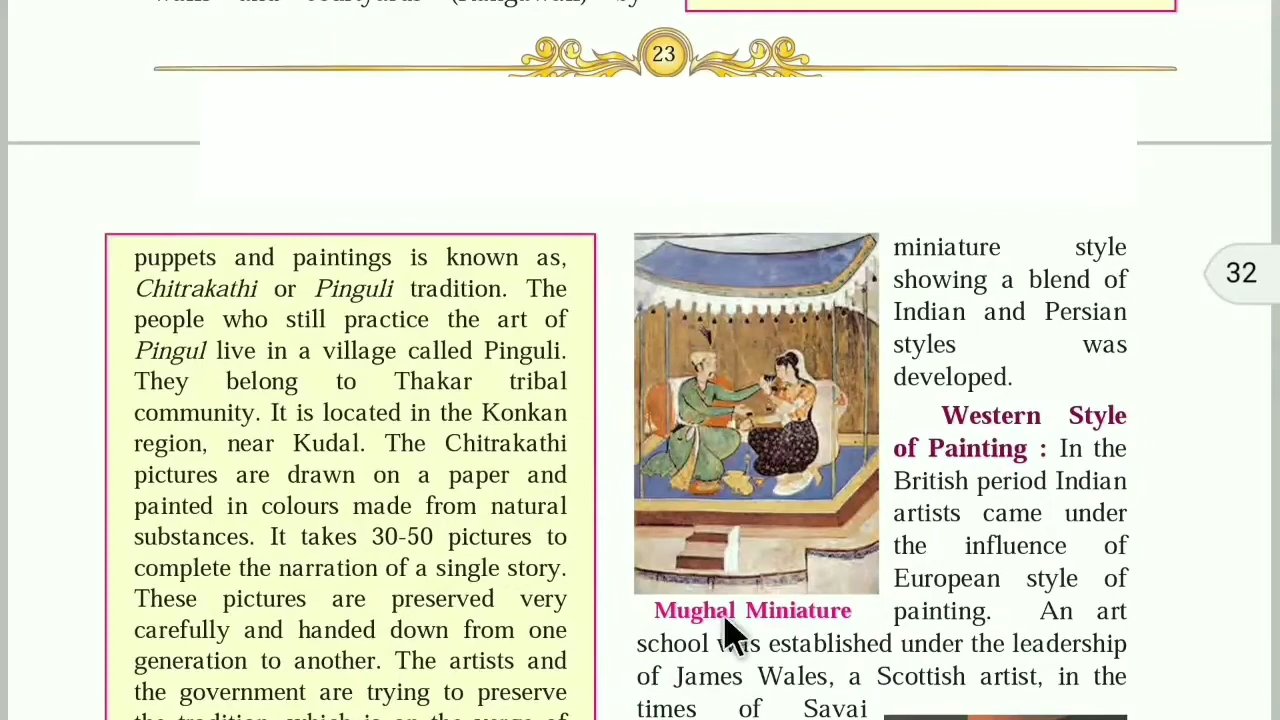 23
32
puppets and paintings is known as,
Chitrakathi or Pinguli tradition. The
people who still practice the art of
Pingul live in a village called Pinguli.
They belong to Thakar tribal
community. It is located in the Konkan
region, near Kudal. The Chitrakathi
pictures are drawn on a paper and
painted in colours made from natural
substances. It takes 30-50 pictures to
complete the narration of a single story.
These pictures are preserved very
carefully and handed down from one
generation to another. The artists and
the government are trying to preserve
Mughal Miniature
miniature style
showing a blend of
Indian and Persian
styles was
developed.
Western Style
of Painting : In the
British period Indian
artists came under
the influence of
European style of
painting. An art
school was established under the leadership
of James Wales, a Scottish artist, in the
times of Savai